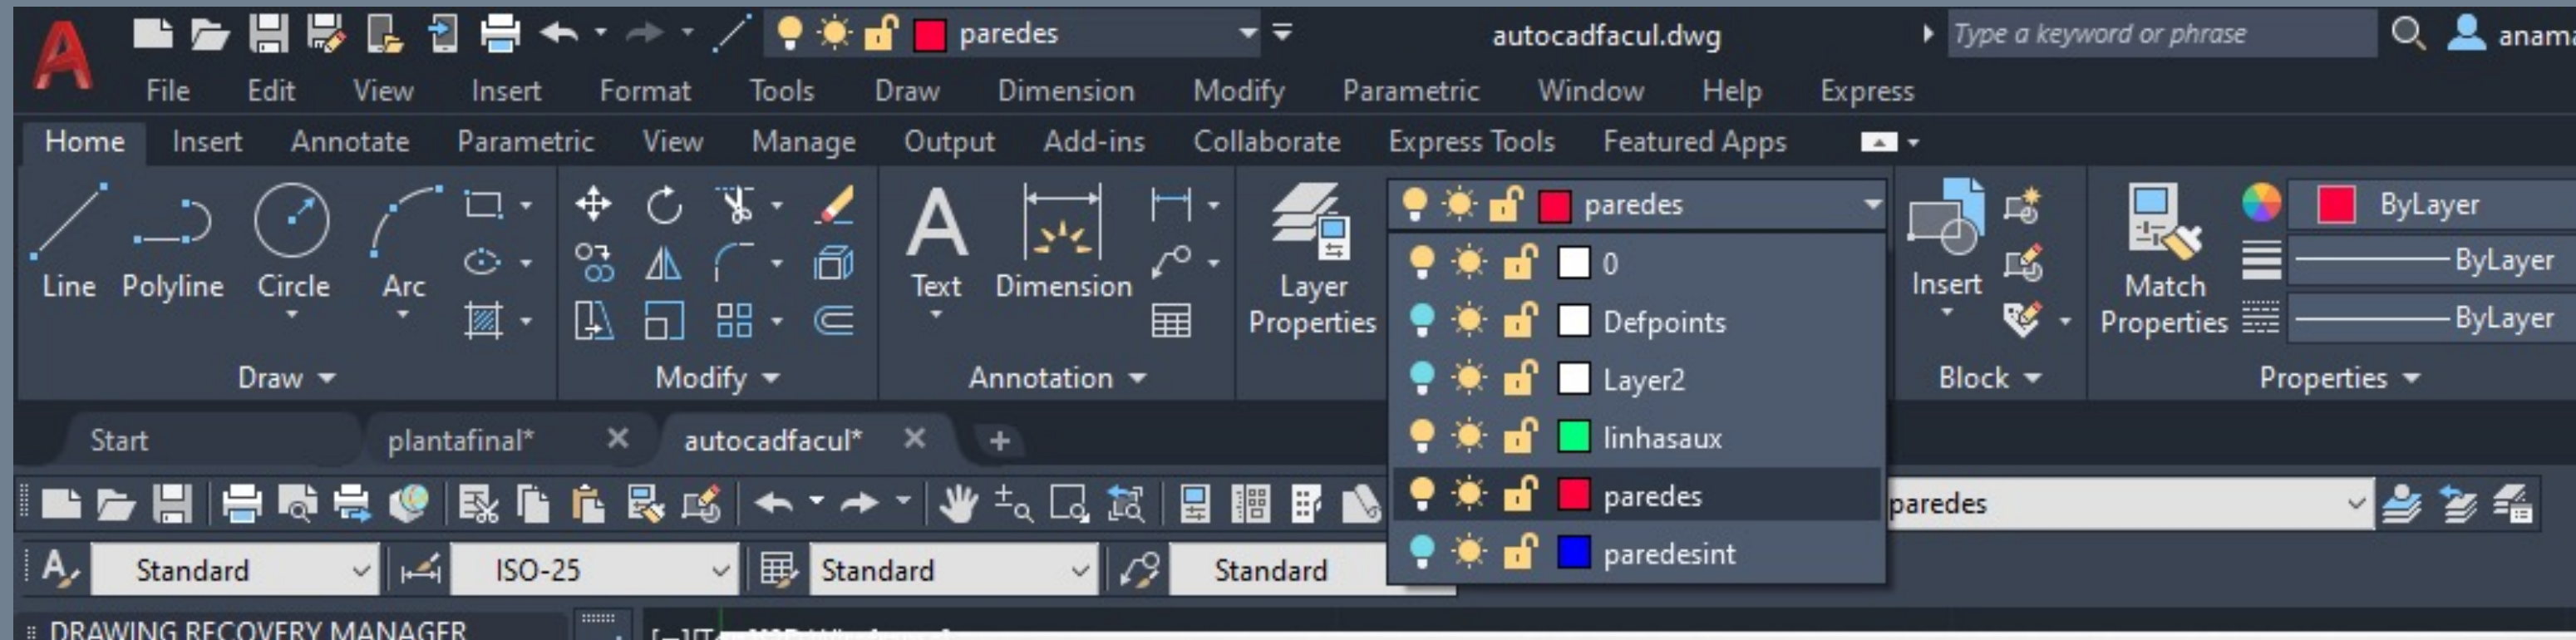 paredes autocadfacul.dwg Type a keyword or phrase anama
File Edit View Insert Format Tools Draw Dimension Modify Parametric Window Help Express
Home Insert Annotate Parametric View Manage Output Add-ins Collaborate Express Tools Featured Apps
paredes ByLayer
0 ByLayer
Line Polyline Circle Arc Text Dimension Layer Properties Insert Match Properties
Defpoints ByLayer
Draw Modify Annotation Layer2 Block Properties
Start plantafinal* autocadfacul* linhasaux
paredes paredes
Standard ISO-25 Standard Standard paredesint
DRAWING RECOVERY MANAGER